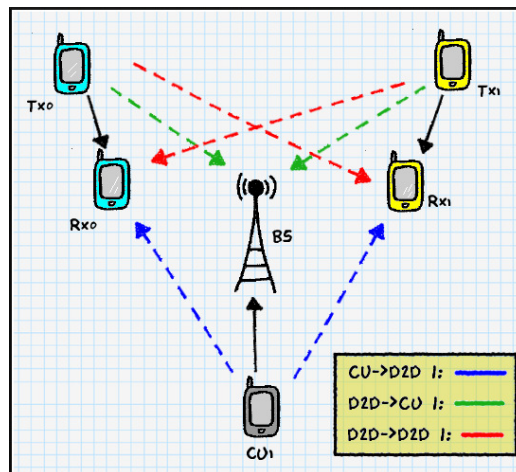 Tx0
Tx1
Rx0
Rx1
BS
CU1
CU->D2D I:
D2D->CU I:
D2D->D2D I: